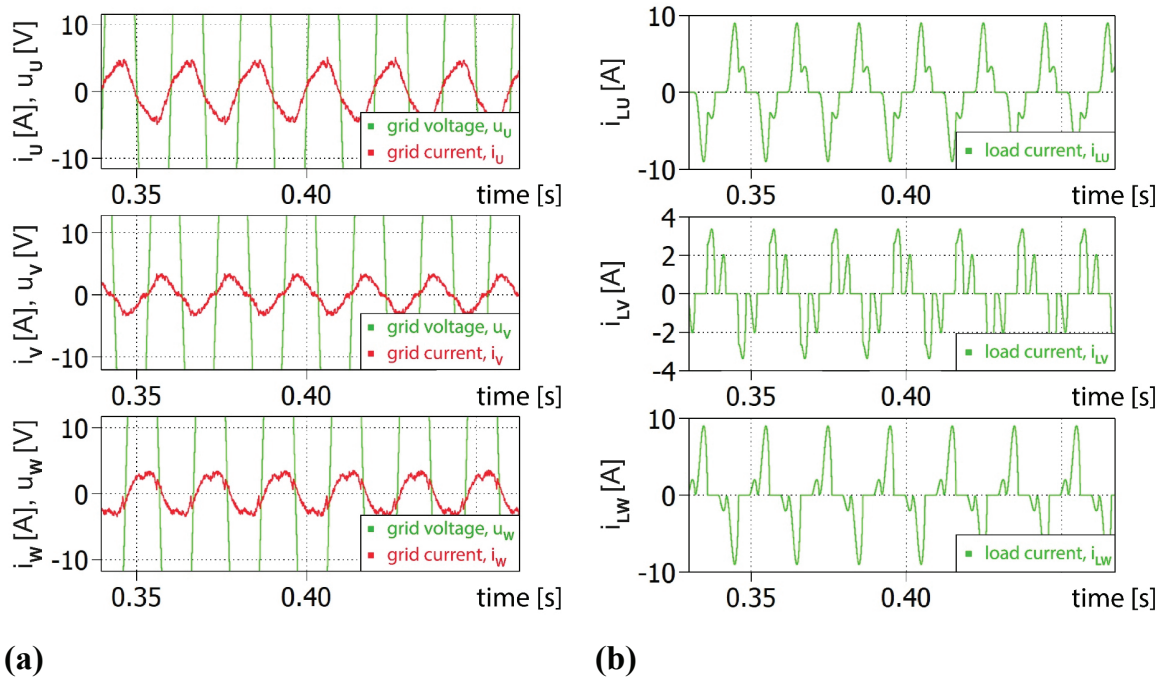 i_U [A], u_U [V]
10
0
-10
grid voltage, u_U
grid current, i_U
0.35
0.40
time [s]
i_V [A], u_V [V]
10
0
-10
grid voltage, u_V
grid current, i_V
0.35
0.40
time [s]
i_W [A], u_W [V]
10
0
-10
grid voltage, u_W
grid current, i_W
0.35
0.40
time [s]
(a)
i_LU [A]
10
0
-10
load current, i_LU
0.35
0.40
time [s]
i_LV [A]
4
2
0
-2
-4
load current, i_LV
0.35
0.40
time [s]
i_LW [A]
10
0
-10
load current, i_LW
0.35
0.40
time [s]
(b)